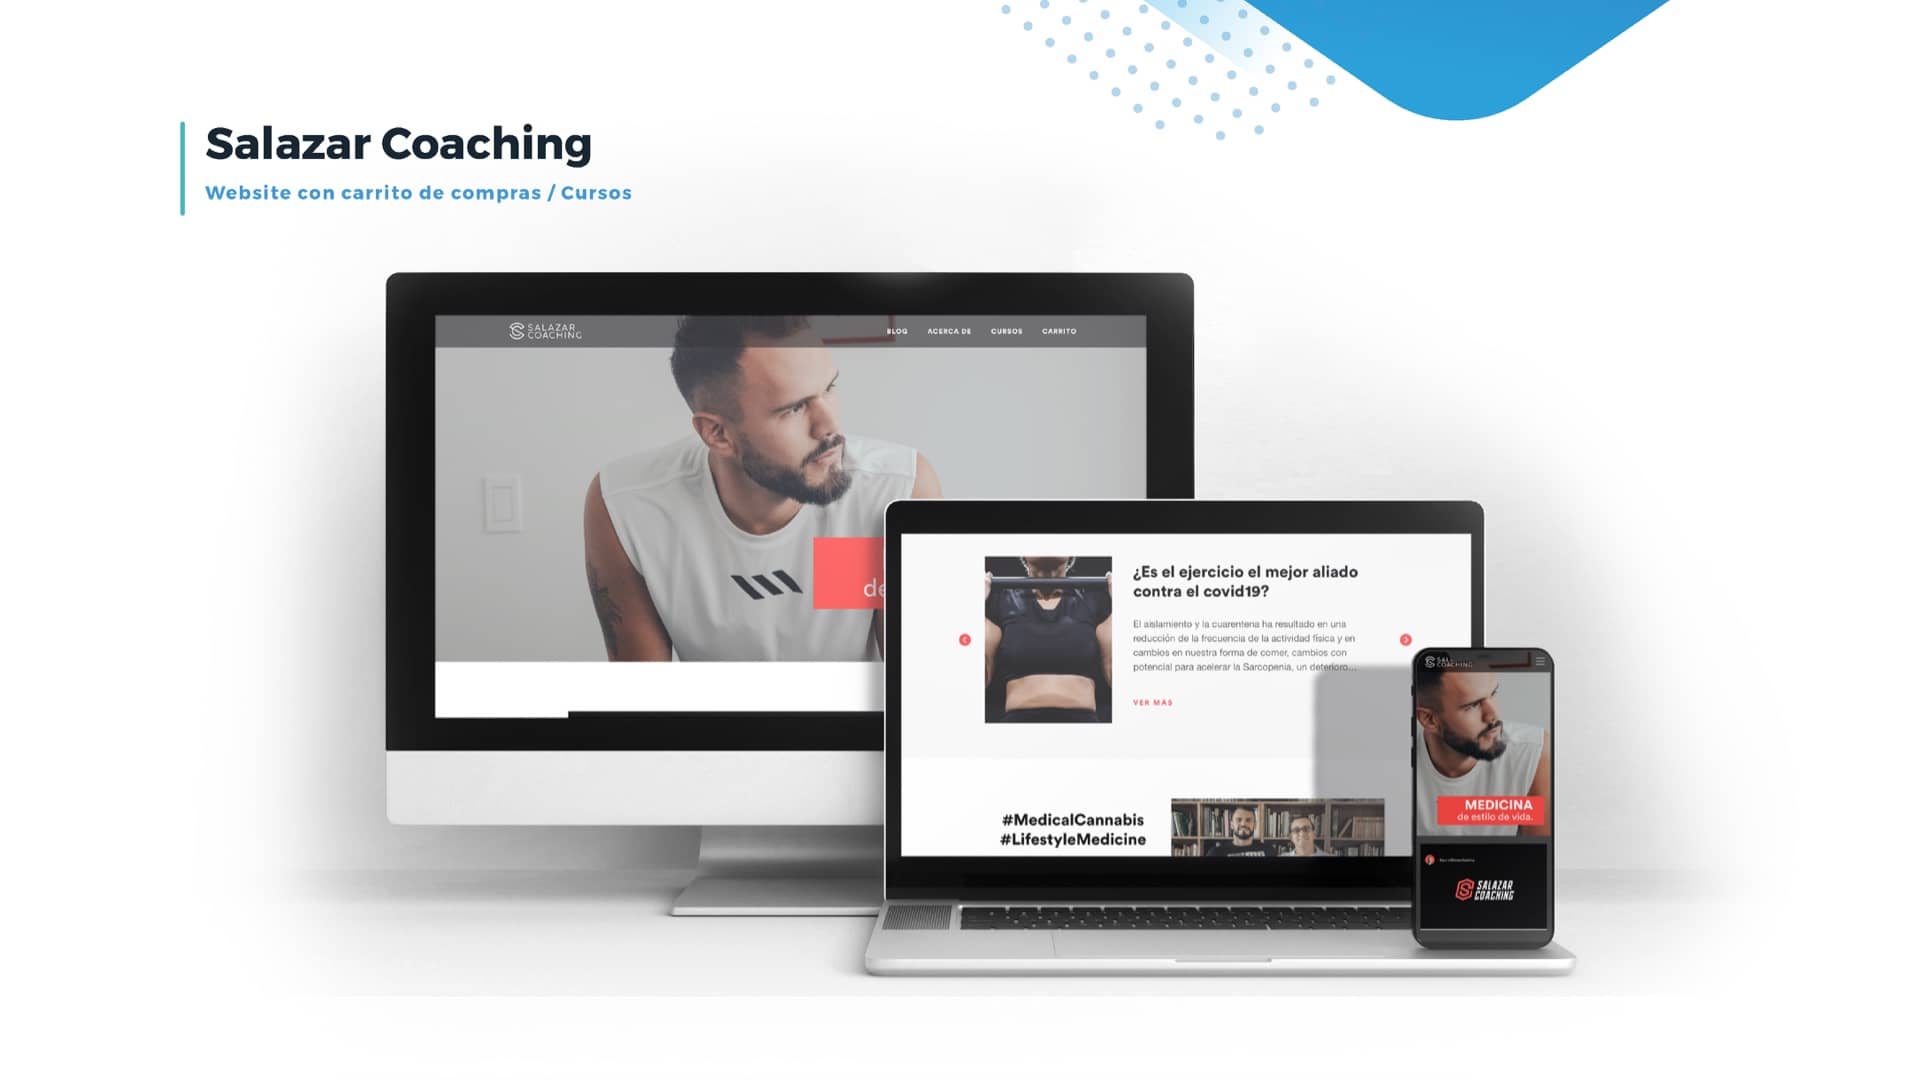 Salazar Coaching
Website con carrito de compras / Cursos
SALAZAR
COACHING
BLOG ACERCA DE CURSOS CARRITO
de
¿Es el ejercicio el mejor aliado
contra el covid19?
El aislamiento y la cuarentena ha resultado en una
reducción de la frecuencia de la actividad física y en
cambios en nuestra forma de comer, cambios con
potencial para acelerar la Sarcopenia, un deterioro...
VER MÁS
#MedicalCannabis
#LifestyleMedicine
COACHING
MEDICINA
de estilo de vida.
SALAZAR
COACHING